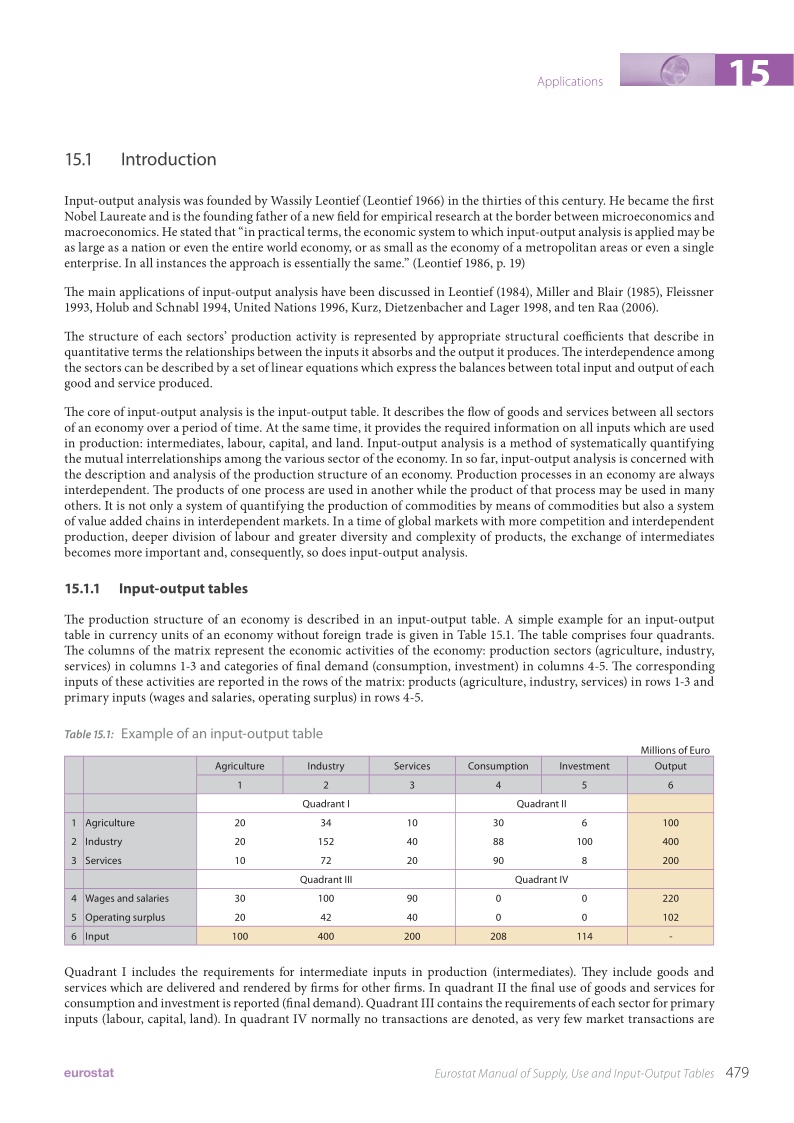 Applications
15
15.1 Introduction
Input-output analysis was founded by Wassily Leontief (Leontief 1966) in the thirties of this century. He became the first
Nobel Laureate and is the founding father of a new field for empirical research at the border between microeconomics and
macroeconomics. He stated that “in practical terms, the economic system to which input-output analysis is applied may be
as large as a nation or even the entire world economy, or as small as the economy of a metropolitan areas or even a single
enterprise. In all instances the approach is essentially the same.” (Leontief 1986, p. 19)
The main applications of input-output analysis have been discussed in Leontief (1984), Miller and Blair (1985), Fleissner
1993, Holub and Schnabl 1994, United Nations 1996, Kurz, Dietzenbacher and Lager 1998, and ten Raa (2006).
The structure of each sectors’ production activity is represented by appropriate structural coefficients that describe in
quantitative terms the relationships between the inputs it absorbs and the output it produces. The interdependence among
the sectors can be described by a set of linear equations which express the balances between total input and output of each
good and service produced.
The core of input-output analysis is the input-output table. It describes the flow of goods and services between all sectors
of an economy over a period of time. At the same time, it provides the required information on all inputs which are used
in production: intermediates, labour, capital, and land. Input-output analysis is a method of systematically quantifying
the mutual interrelationships among the various sector of the economy. In so far, input-output analysis is concerned with
the description and analysis of the production structure of an economy. Production processes in an economy are always
interdependent. The products of one process are used in another while the product of that process may be used in many
others. It is not only a system of quantifying the production of commodities by means of commodities but also a system
of value added chains in interdependent markets. In a time of global markets with more competition and interdependent
production, deeper division of labour and greater diversity and complexity of products, the exchange of intermediates
becomes more important and, consequently, so does input-output analysis.
15.1.1 Input-output tables
The production structure of an economy is described in an input-output table. A simple example for an input-output
table in currency units of an economy without foreign trade is given in Table 15.1. The table comprises four quadrants.
The columns of the matrix represent the economic activities of the economy: production sectors (agriculture, industry,
services) in columns 1-3 and categories of final demand (consumption, investment) in columns 4-5. The corresponding
inputs of these activities are reported in the rows of the matrix: products (agriculture, industry, services) in rows 1-3 and
primary inputs (wages and salaries, operating surplus) in rows 4-5.
Table 15.1: Example of an input-output table
Millions of Euro
Agriculture Industry Services Consumption Investment Output
1 2 3 4 5 6
Quadrant I Quadrant II
1 Agriculture 20 34 10 30 6 100
2 Industry 20 152 40 88 100 400
3 Services 10 72 20 90 8 200
Quadrant III Quadrant IV
4 Wages and salaries 30 100 90 0 0 220
5 Operating surplus 20 42 40 0 0 102
6 Input 100 400 200 208 114 -
Quadrant I includes the requirements for intermediate inputs in production (intermediates). They include goods and
services which are delivered and rendered by firms for other firms. In quadrant II the final use of goods and services for
consumption and investment is reported (final demand). Quadrant III contains the requirements of each sector for primary
inputs (labour, capital, land). In quadrant IV normally no transactions are denoted, as very few market transactions are
eurostat Eurostat Manual of Supply, Use and Input-Output Tables 479